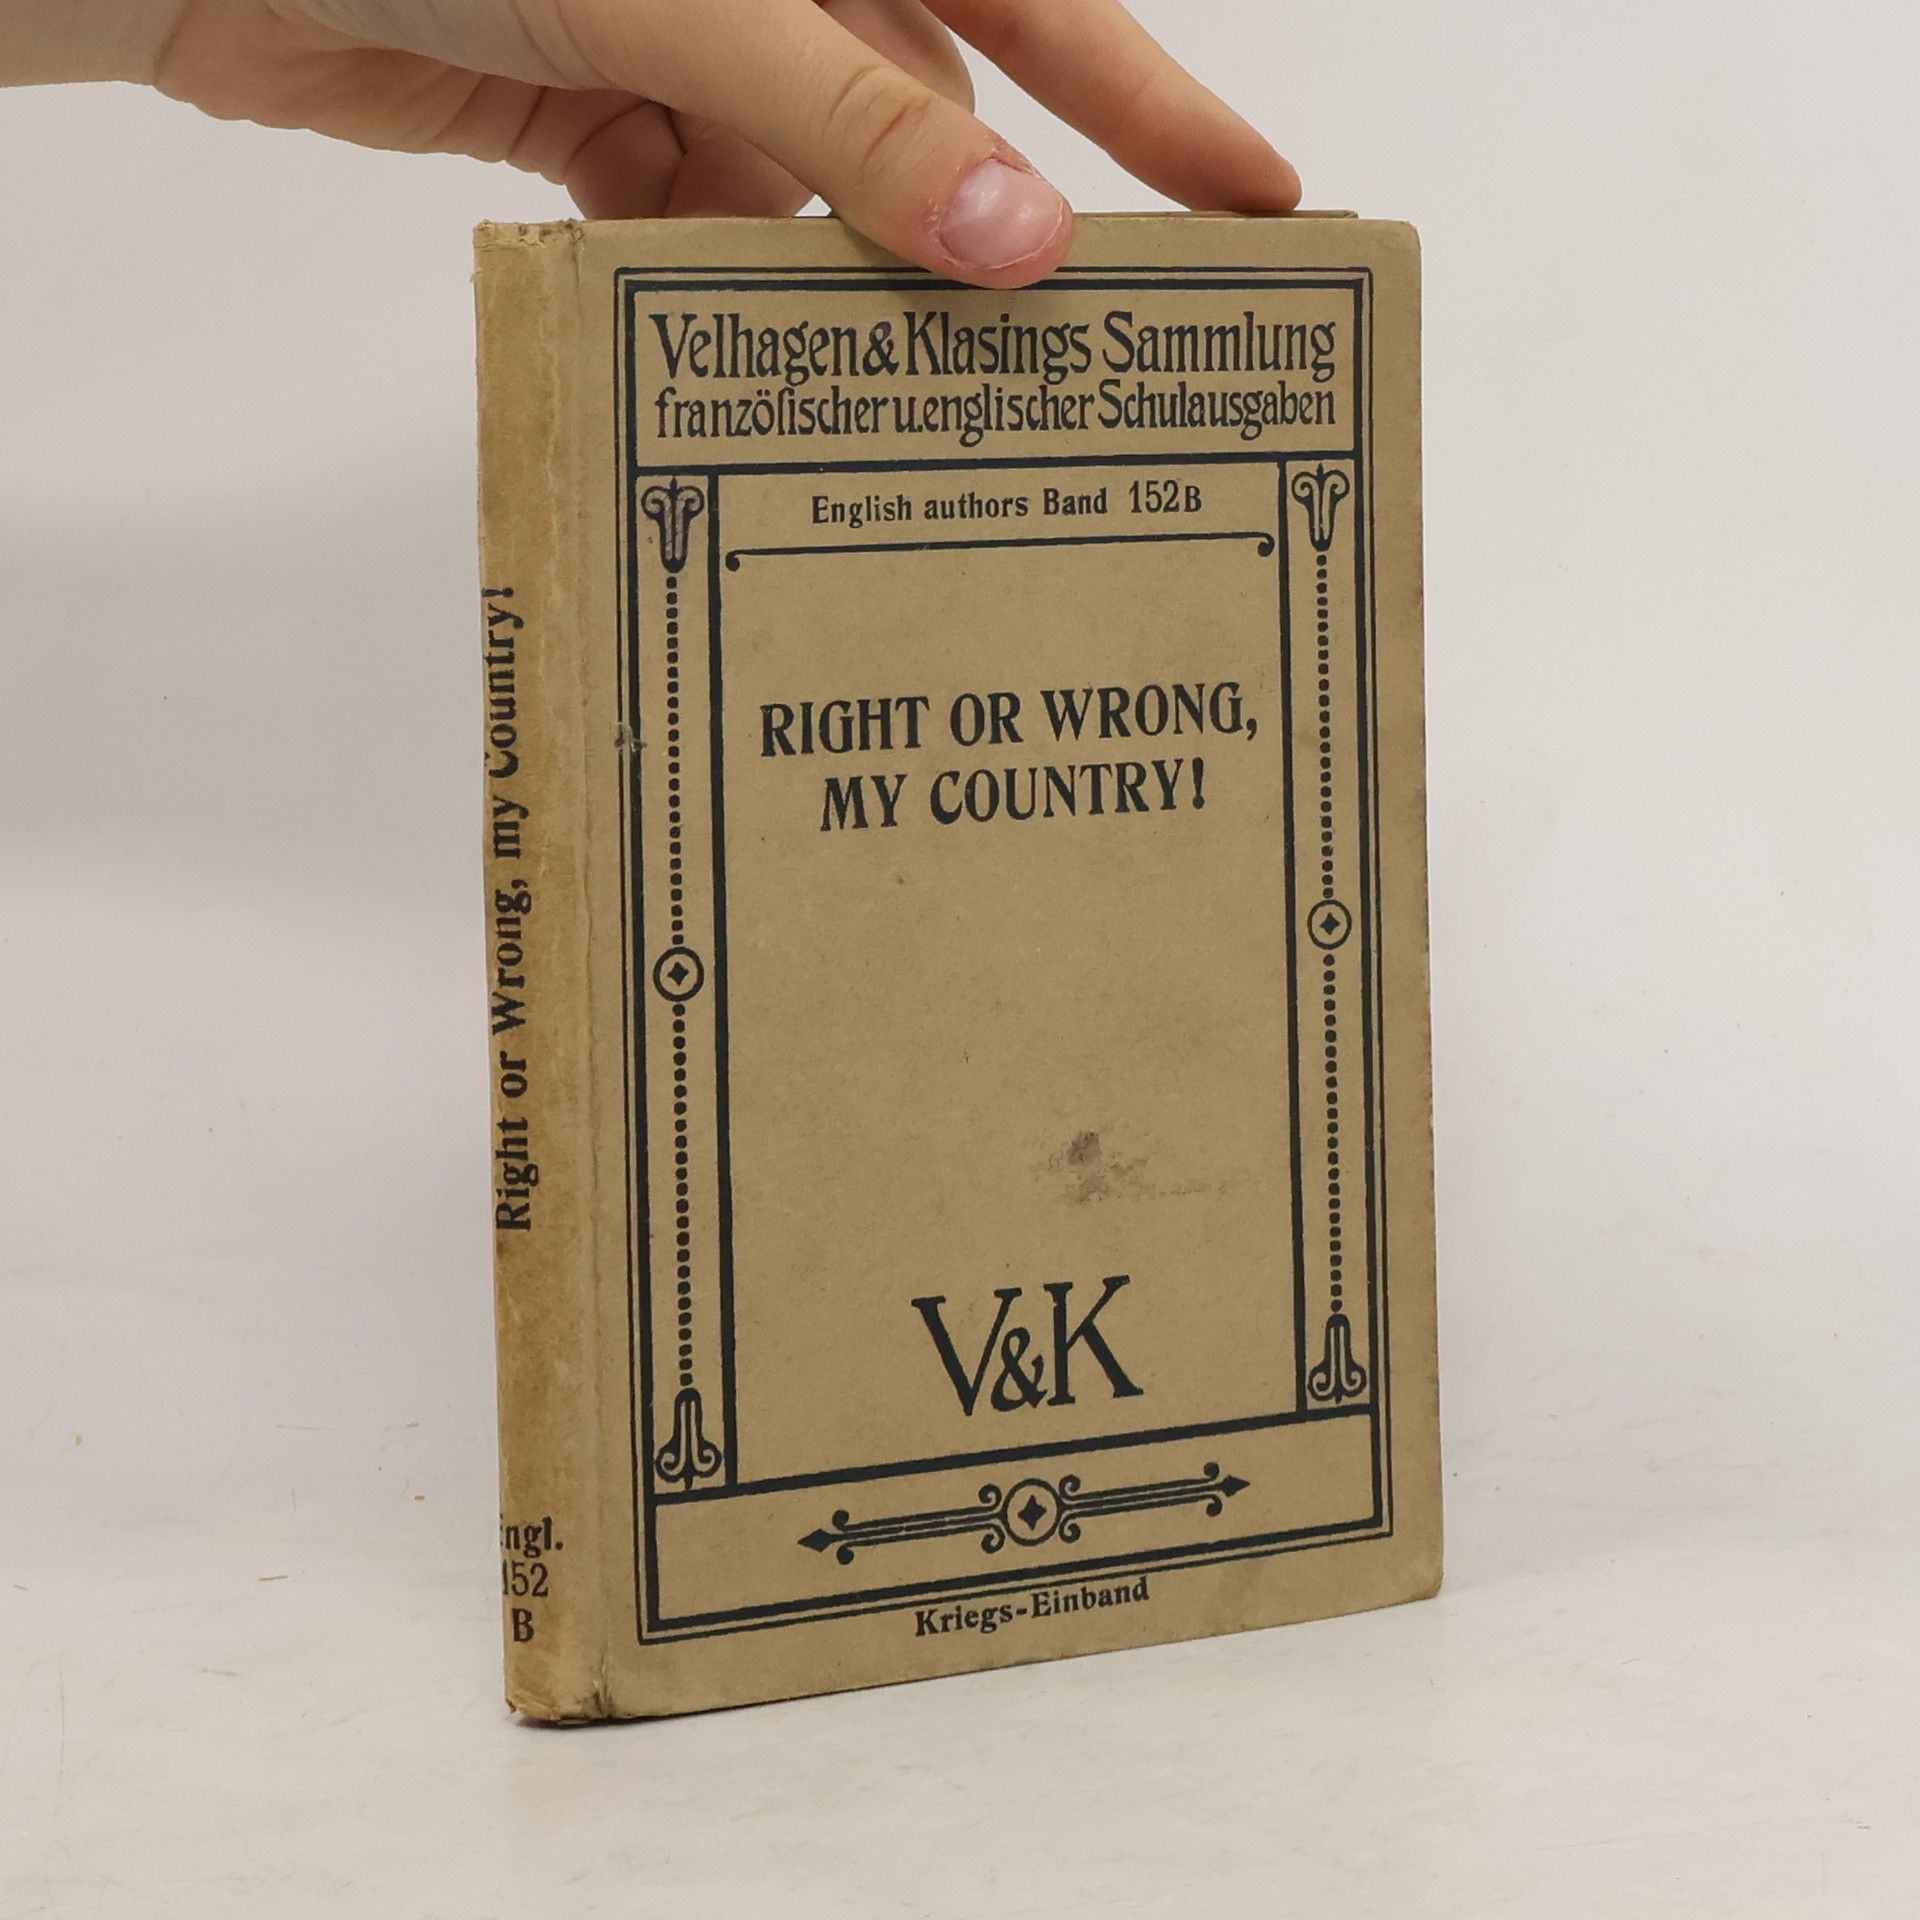 Velhagen & Klasings Sammlung
franzöſischer u. englischer Schulausgaben
English authors Band 152B
RIGHT OR WRONG,
MY COUNTRY!
V&K
Kriegs-Einband
Right or Wrong, my Country!
Engl.
152
B